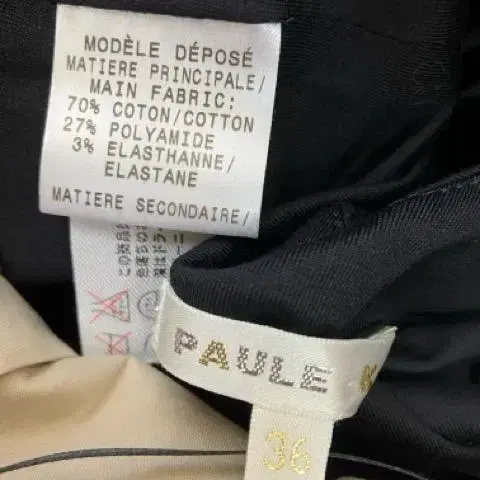 MODÈLE DÉPOSÉ
MATIERE PRINCIPALE/
MAIN FABRIC:
70% COTON/COTTON
27% POLYAMIDE
3% ELASTHANNE/
ELASTANE
MATIERE SECONDAIRE/
PAULE K
36